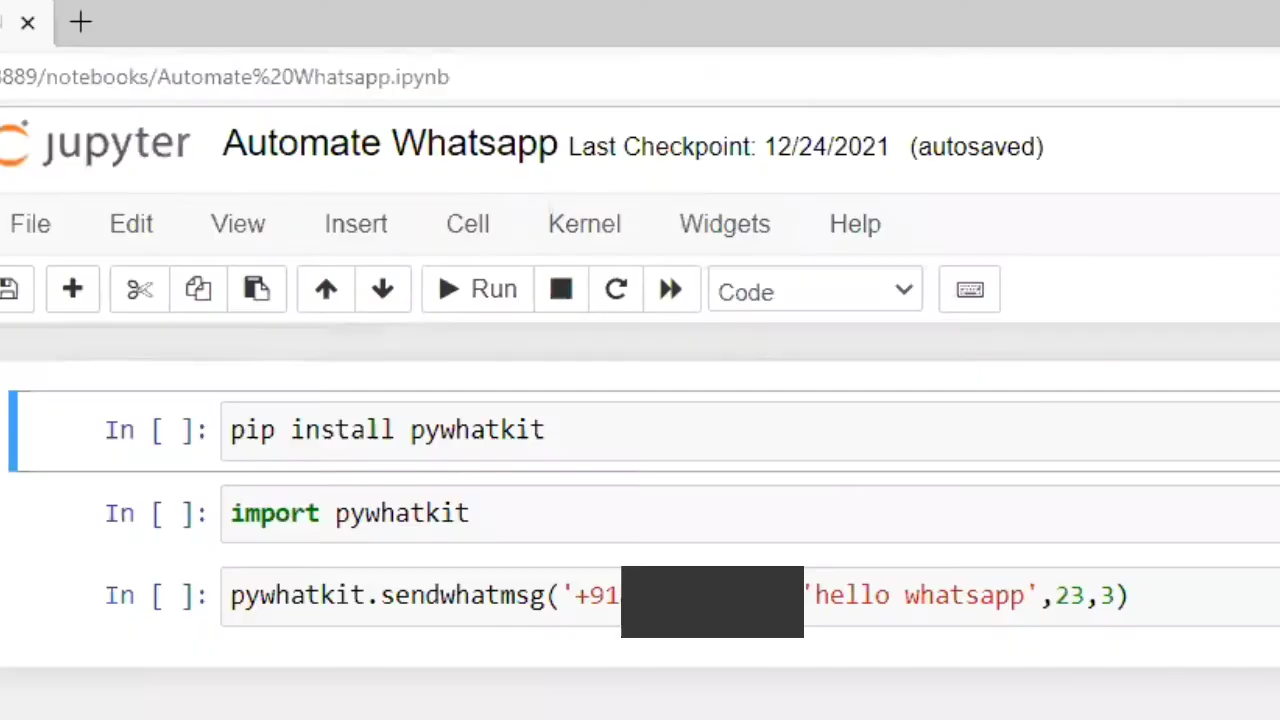 8889/notebooks/Automate%20Whatsapp.ipynb
jupyter Automate Whatsapp Last Checkpoint: 12/24/2021 (autosaved)
File Edit View Insert Cell Kernel Widgets Help
Run Code
In [ ]: pip install pywhatkit
In [ ]: import pywhatkit
In [ ]: pywhatkit.sendwhatmsg('+91 'hello whatsapp',23,3)